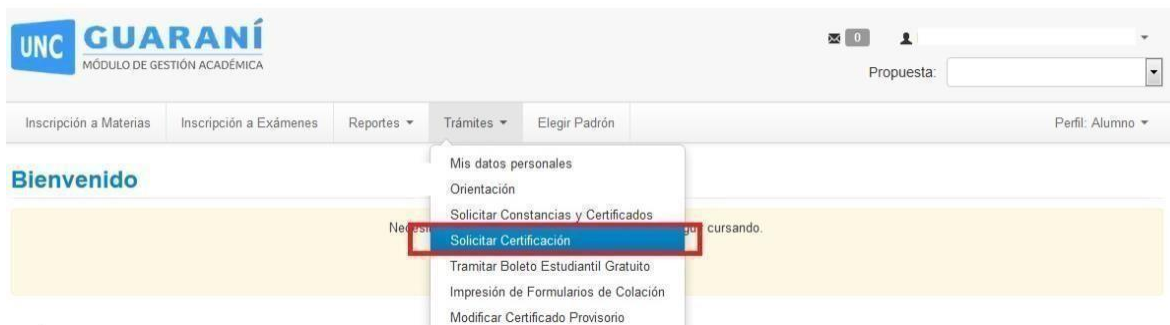 UNC GUARANÍ
MÓDULO DE GESTIÓN ACADÉMICA
0
Propuesta:
Inscripción a Materias Inscripción a Exámenes Reportes Trámites Elegir Padrón Perfil: Alumno
Bienvenido
Mis datos personales
Orientación
Solicitar Constancias y Certificados
cursando.
Solicitar Certificación
Tramitar Boleto Estudiantil Gratuito
Impresión de Formularios de Colación
Modificar Certificado Provisorio